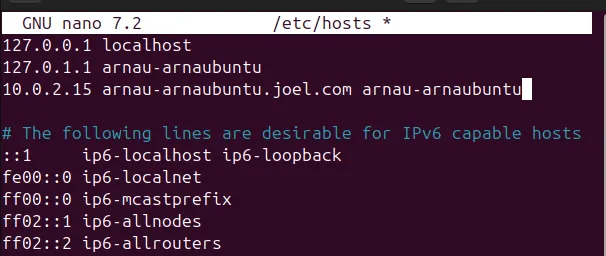 GNU nano 7.2 /etc/hosts *
127.0.0.1 localhost
127.0.1.1 arnau-arnaubuntu
10.0.2.15 arnau-arnaubuntu.joel.com arnau-arnaubuntu
# The following lines are desirable for IPv6 capable hosts
::1     ip6-localhost ip6-loopback
fe00::0 ip6-localnet
ff00::0 ip6-mcastprefix
ff02::1 ip6-allnodes
ff02::2 ip6-allrouters